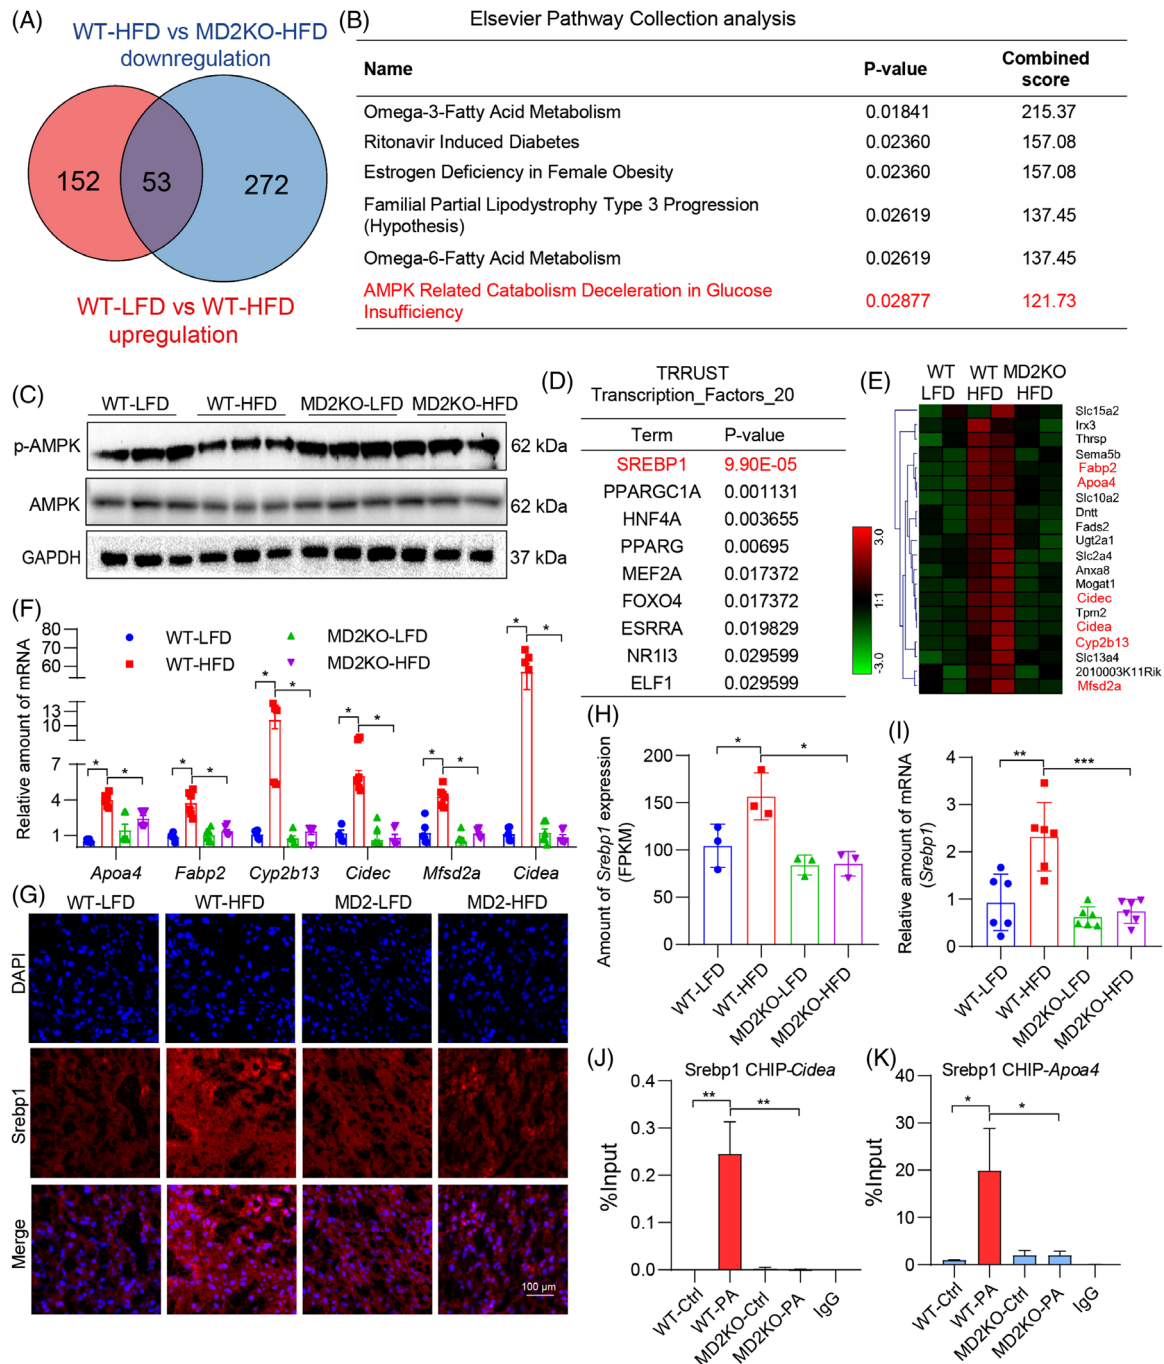 (A)
WT-HFD vs MD2KO-HFD
downregulation
152
53
272
WT-LFD vs WT-HFD
upregulation
(B)
Elsevier Pathway Collection analysis
Name
P-value
Combined
score
Omega-3-Fatty Acid Metabolism 0.01841 215.37
Ritonavir Induced Diabetes 0.02360 157.08
Estrogen Deficiency in Female Obesity 0.02360 157.08
Familial Partial Lipodystrophy Type 3 Progression
(Hypothesis) 0.02619 137.45
Omega-6-Fatty Acid Metabolism 0.02619 137.45
AMPK Related Catabolism Deceleration in Glucose
Insufficiency 0.02877 121.73
(C)
WT-LFD WT-HFD MD2KO-LFD MD2KO-HFD
p-AMPK 62 kDa
AMPK 62 kDa
GAPDH 37 kDa
(D)
TRRUST
Transcription_Factors_20
Term P-value
SREBP1 9.90E-05
PPARGC1A 0.001131
HNF4A 0.003655
PPARG 0.00695
MEF2A 0.017372
FOXO4 0.017372
ESRRA 0.019829
NR1I3 0.029599
ELF1 0.029599
(E)
WT WT MD2KO
LFD HFD HFD
3.0
1:1
-3.0
Slc15a2
Irx3
Thrsp
Sema5b
Fabp2
Apoa4
Slc10a2
Dntt
Fads2
Ugt2a1
Slc2a4
Anxa8
Mogat1
Cidec
Tpm2
Cidea
Cyp2b13
Slc13a4
2010003K11Rik
Mfsd2a
(F)
Relative amount of mRNA
80
70
60
13
10
7
4
1
WT-LFD
WT-HFD
MD2KO-LFD
MD2KO-HFD
* * * * * * * * * * * *
Apoa4 Fabp2 Cyp2b13 Cidec Mfsd2a Cidea
(G)
WT-LFD WT-HFD MD2-LFD MD2-HFD
DAPI
Srebp1
Merge
100 μm
(H)
Amount of Srebp1 expression
(FPKM)
200
150
100
50
0
* *
WT-LFD
WT-HFD
MD2KO-LFD
MD2KO-HFD
(I)
Relative amount of mRNA
(Srebp1)
4
3
2
1
0
** ***
WT-LFD
WT-HFD
MD2KO-LFD
MD2KO-HFD
(J)
Srebp1 CHIP-Cidea
%Input
0.4
0.3
0.2
0.1
0.0
** **
WT-Ctrl
WT-PA
MD2KO-Ctrl
MD2KO-PA
IgG
(K)
Srebp1 CHIP-Apoa4
%Input
40
30
20
10
0
* *
WT-Ctrl
WT-PA
MD2KO-Ctrl
MD2KO-PA
IgG